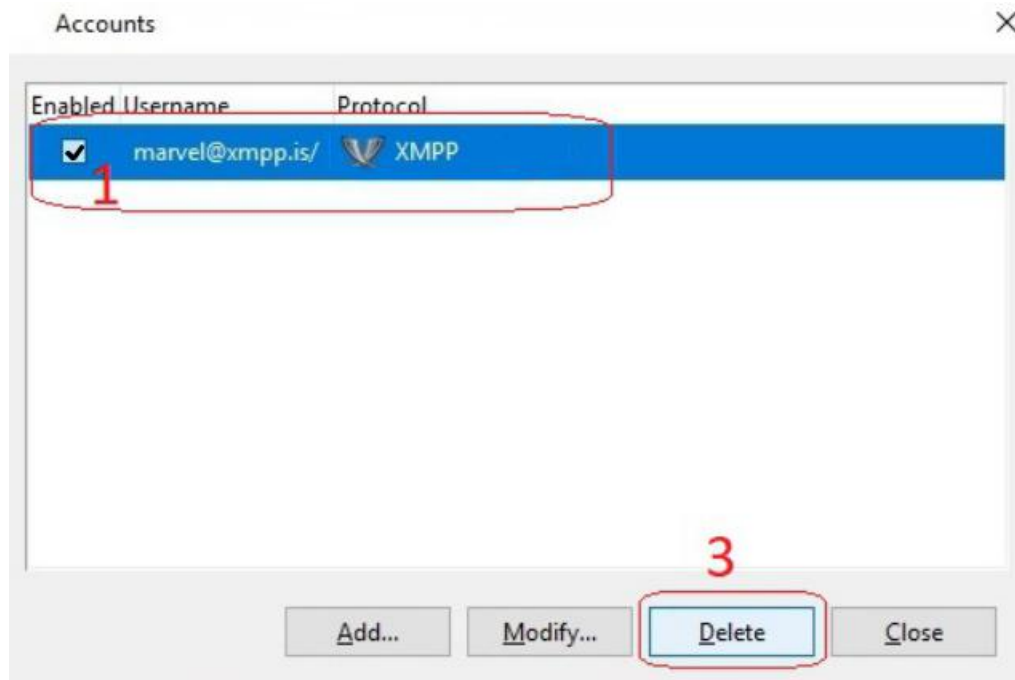 Accounts
Enabled Username Protocol
marvel@xmpp.is/ XMPP
1
3
Add... Modify... Delete Close